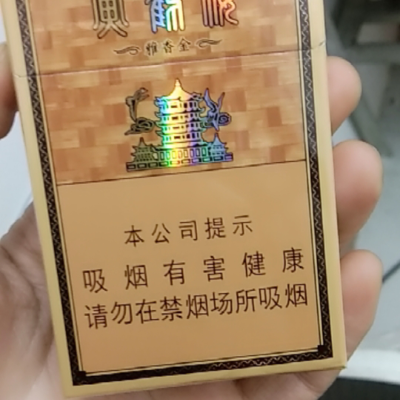 黄鹤楼
雅香金
本公司提示
吸烟有害健康
请勿在禁烟场所吸烟